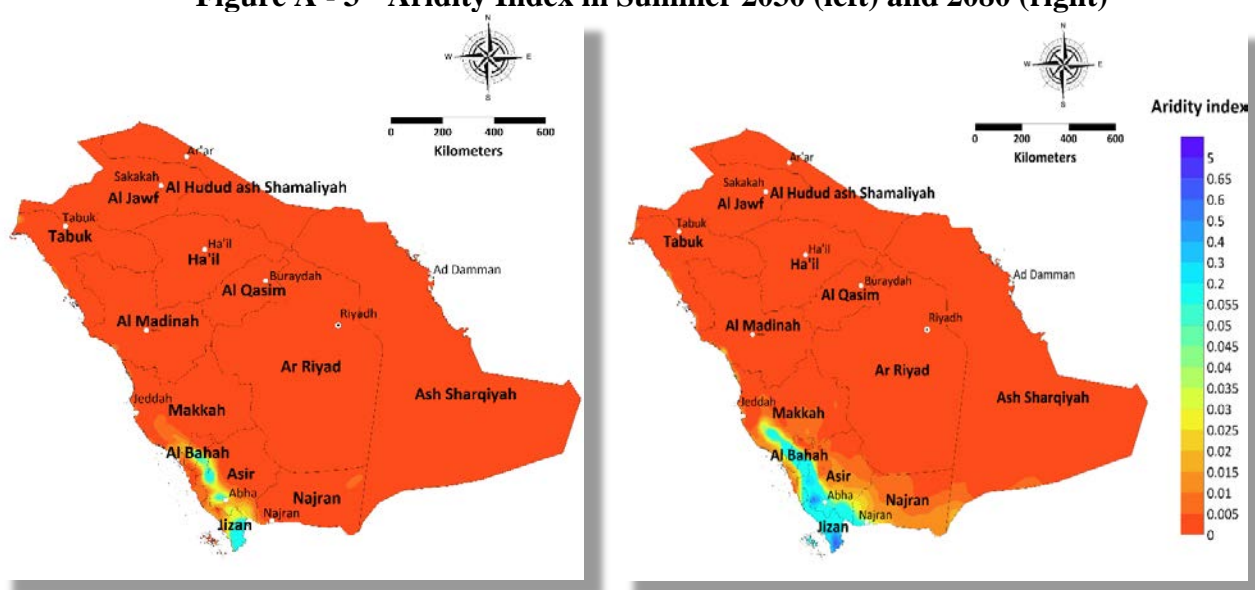 Figure A - 3 Aridity Index in Summer 2050 (left) and 2080 (right)
N
W E
S
0 200 400 600
Kilometers
Ar'ar
Sakakah
Al Hudud ash Shamaliyah
Al Jawf
Tabuk
Tabuk
Ha'il
Ha'il
Buraydah
Al Qasim
Ad Damman
Al Madinah
Riyadh
Ar Riyad
Ash Sharqiyah
Jeddah
Makkah
Al Bahah
Asir
Abha
Najran
Najran
Jizan
N
W E
S
0 200 400 600
Kilometers
Ar'ar
Sakakah
Al Hudud ash Shamaliyah
Al Jawf
Tabuk
Tabuk
Ha'il
Ha'il
Buraydah
Al Qasim
Ad Damman
Al Madinah
Riyadh
Ar Riyad
Ash Sharqiyah
Jeddah
Makkah
Al Bahah
Asir
Abha
Najran
Najran
Jizan
Aridity index
5
0.65
0.6
0.4
0.3
0.2
0.055
0.05
0.045
0.04
0.035
0.03
0.025
0.02
0.015
0.01
0.005
0